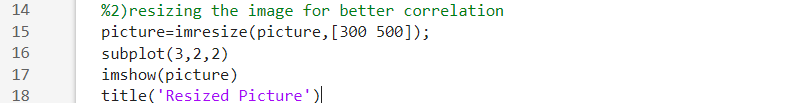 14 %2)resizing the image for better correlation
15 picture=imresize(picture,[300 500]);
16 subplot(3,2,2)
17 imshow(picture)
18 title('Resized Picture')